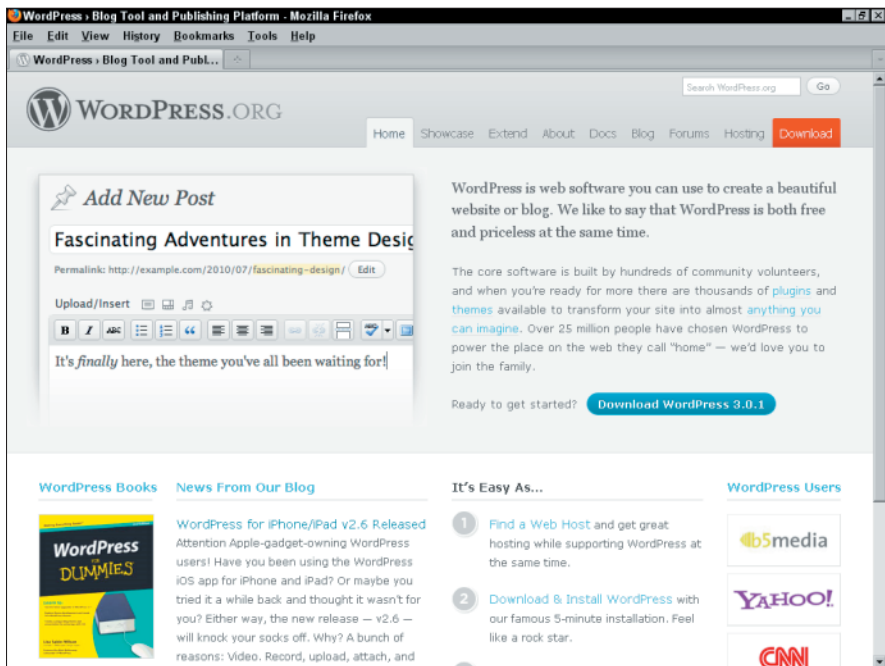 WordPress › Blog Tool and Publishing Platform - Mozilla Firefox
File Edit View History Bookmarks Tools Help
WordPress › Blog Tool and Publ...
Search WordPress.org Go
WORDPRESS.ORG
Home Showcase Extend About Docs Blog Forums Hosting Download
Add New Post
Fascinating Adventures in Theme Desig
Permalink: http://example.com/2010/07/fascinating-design/ Edit
Upload/Insert
B I ABC
It's finally here, the theme you've all been waiting for!
WordPress is web software you can use to create a beautiful
website or blog. We like to say that WordPress is both free
and priceless at the same time.
The core software is built by hundreds of community volunteers,
and when you're ready for more there are thousands of plugins and
themes available to transform your site into almost anything you
can imagine. Over 25 million people have chosen WordPress to
power the place on the web they call "home" — we'd love you to
join the family.
Ready to get started? Download WordPress 3.0.1
WordPress Books
WordPress
FOR
DUMMIES
News From Our Blog
WordPress for iPhone/iPad v2.6 Released
Attention Apple-gadget-owning WordPress
users! Have you been using the WordPress
iOS app for iPhone and iPad? Or maybe you
tried it a while back and thought it wasn't for
you? Either way, the new release — v2.6 —
will knock your socks off. Why? A bunch of
reasons: Video. Record, upload, attach, and
It's Easy As...
1 Find a Web Host and get great
hosting while supporting WordPress at
the same time.
2 Download & Install WordPress with
our famous 5-minute installation. Feel
like a rock star.
WordPress Users
b5media
YAHOO!
CNN